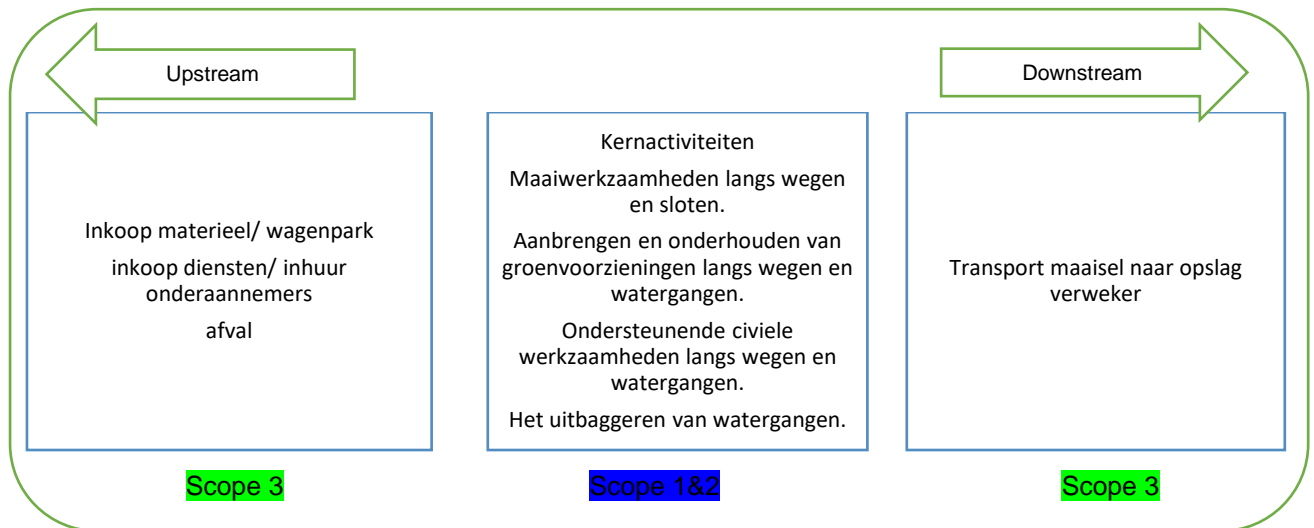 Upstream
Downstream
Inkoop materieel/ wagenpark
inkoop diensten/ inhuur
onderaannemers
afval
Kernactiviteiten
Maaiwerkzaamheden langs wegen
en sloten.
Aanbrengen en onderhouden van
groenvoorzieningen langs wegen en
watergangen.
Ondersteunende civiele
werkzaamheden langs wegen en
watergangen.
Het uitbaggeren van watergangen.
Transport maaisel naar opslag
verweker
Scope 3
Scope 1&2
Scope 3